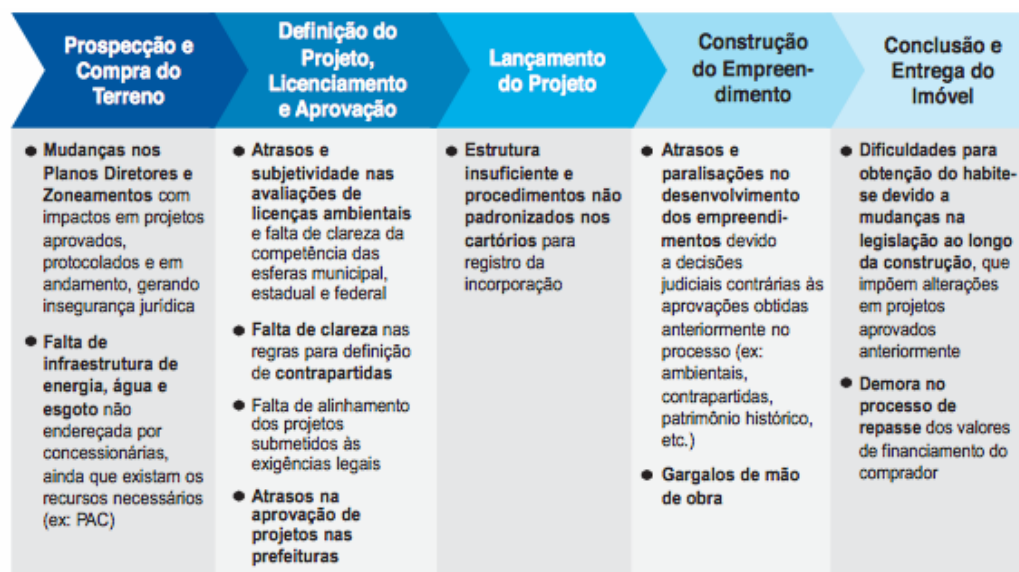 Prospecção e
Compra do
Terreno
Definição do
Projeto,
Licenciamento
e Aprovação
Lançamento
do Projeto
Construção
do Empreen-
dimento
Conclusão e
Entrega do
Imóvel
● Mudanças nos
Planos Diretores e
Zoneamentos com
impactos em projetos
aprovados,
protocolados e em
andamento, gerando
insegurança jurídica
● Falta de
infraestrutura de
energia, água e
esgoto não
endereçada por
concessionárias,
ainda que existam os
recursos necessários
(ex: PAC)
● Atrasos e
subjetividade nas
avaliações de
licenças ambientais
e falta de clareza da
competência das
esferas municipal,
estadual e federal
● Falta de clareza nas
regras para definição
de contrapartidas
● Falta de alinhamento
dos projetos
submetidos às
exigências legais
● Atrasos na
aprovação de
projetos nas
prefeituras
● Estrutura
insuficiente e
procedimentos não
padronizados nos
cartórios para
registro da
incorporação
● Atrasos e
paralisações no
desenvolvimento
dos empreendi-
mentos devido
a decisões
judiciais contrárias às
aprovações obtidas
anteriormente no
processo (ex:
ambientais,
contrapartidas,
patrimônio histórico,
etc.)
● Gargalos de mão
de obra
● Dificuldades para
obtenção do habite-
se devido a
mudanças na
legislação ao longo
da construção, que
impõem alterações
em projetos
aprovados
anteriormente
● Demora no
processo de
repasse dos valores
de financiamento do
comprador